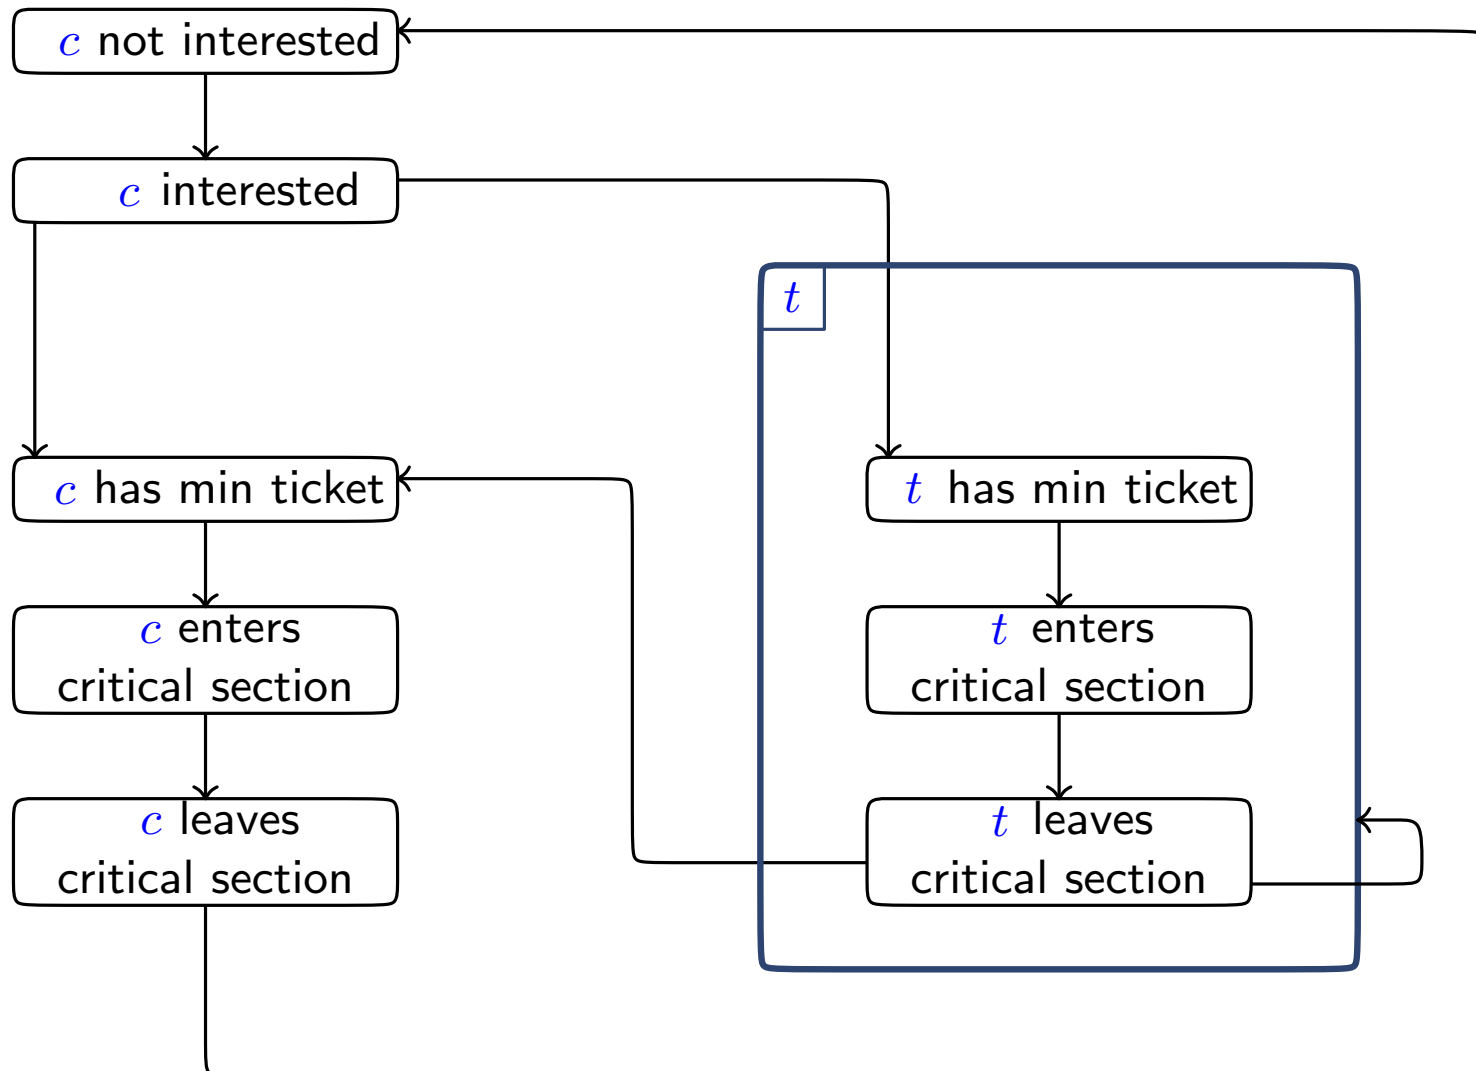 c not interested
c interested
t
c has min ticket
t has min ticket
c enters
critical section
t enters
critical section
c leaves
critical section
t leaves
critical section